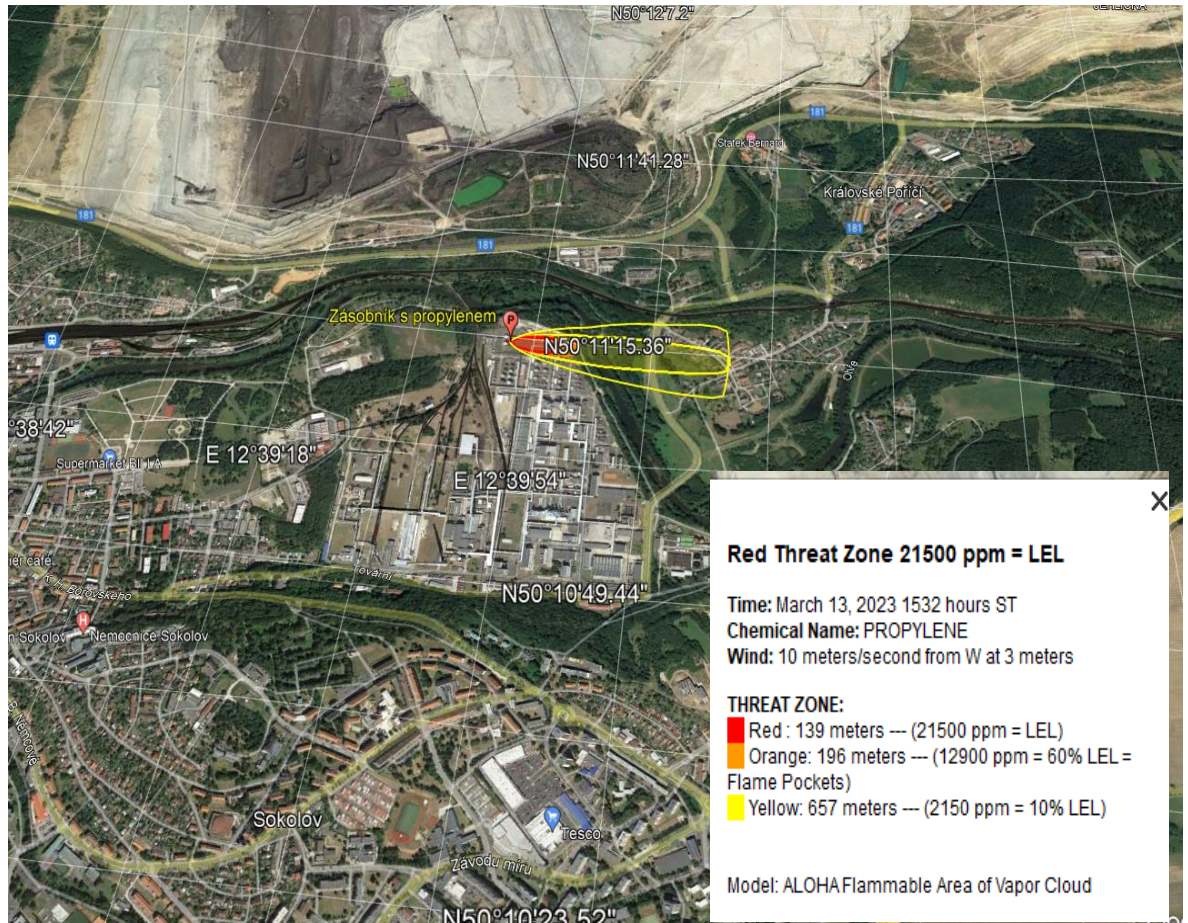 N50°12'7.2"
181
Statek Bernard
N50°11'41.28"
Královské Poříčí
181
181
181
Zásobník s propylenem
P
N50°11'15.36"
Ohře
°38'42"
E 12°39'18"
Supermarket BILLA
E 12°39'54"
X
Red Threat Zone 21500 ppm = LEL
Time: March 13, 2023 1532 hours ST
Chemical Name: PROPYLENE
Wind: 10 meters/second from W at 3 meters
THREAT ZONE:
Red : 139 meters --- (21500 ppm = LEL)
Orange: 196 meters --- (12900 ppm = 60% LEL =
Flame Pockets)
Yellow: 657 meters --- (2150 ppm = 10% LEL)
Model: ALOHA Flammable Area of Vapor Cloud
Tovární
N50°10'49.44"
K. H. Borovského
H
Nemocnice Sokolov
Sokolov
B. Němcové
Sokolov
Tesco
Závodu míru
N50°10'23.52"